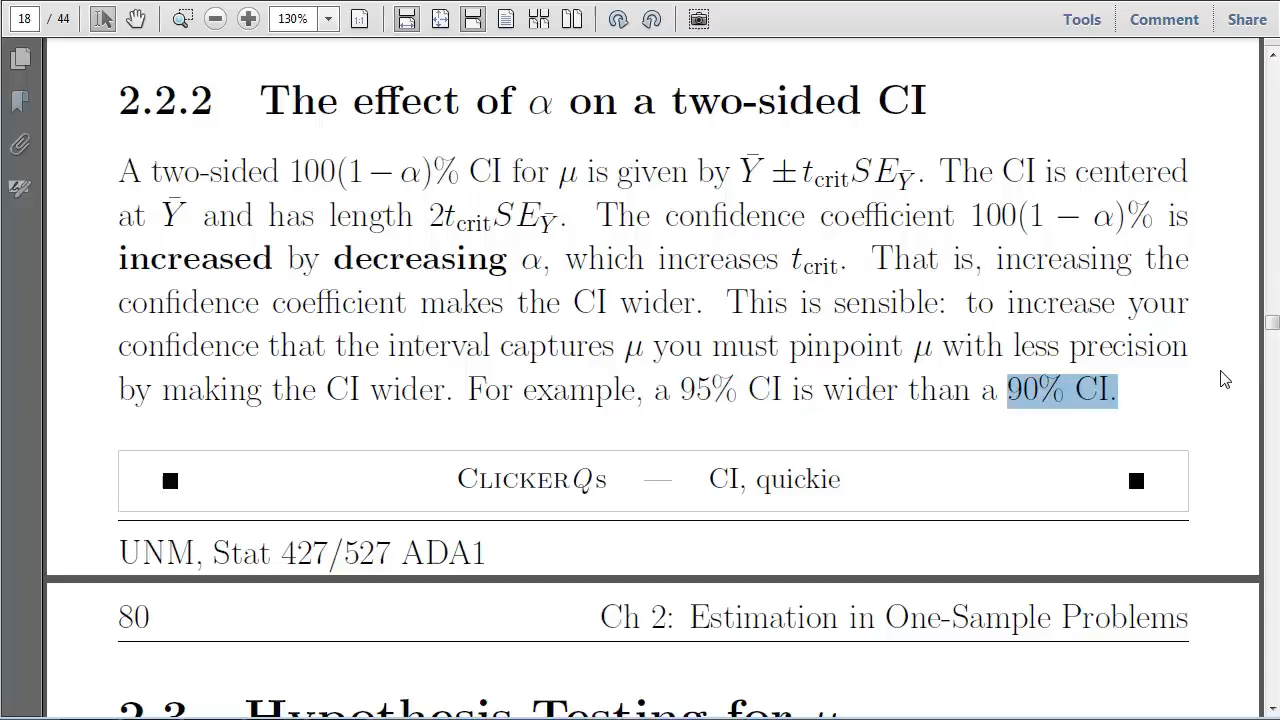 18 / 44 130% Tools Comment Share
2.2.2 The effect of α on a two-sided CI
A two-sided 100(1 − α)% CI for μ is given by Ȳ ± t_crit SE_Ȳ. The CI is centered
at Ȳ and has length 2t_crit SE_Ȳ. The confidence coefficient 100(1 − α)% is
increased by decreasing α, which increases t_crit. That is, increasing the
confidence coefficient makes the CI wider. This is sensible: to increase your
confidence that the interval captures μ you must pinpoint μ with less precision
by making the CI wider. For example, a 95% CI is wider than a 90% CI.
ClickerQs — CI, quickie
UNM, Stat 427/527 ADA1
80 Ch 2: Estimation in One-Sample Problems
2.3 Hypothesis Testing for μ